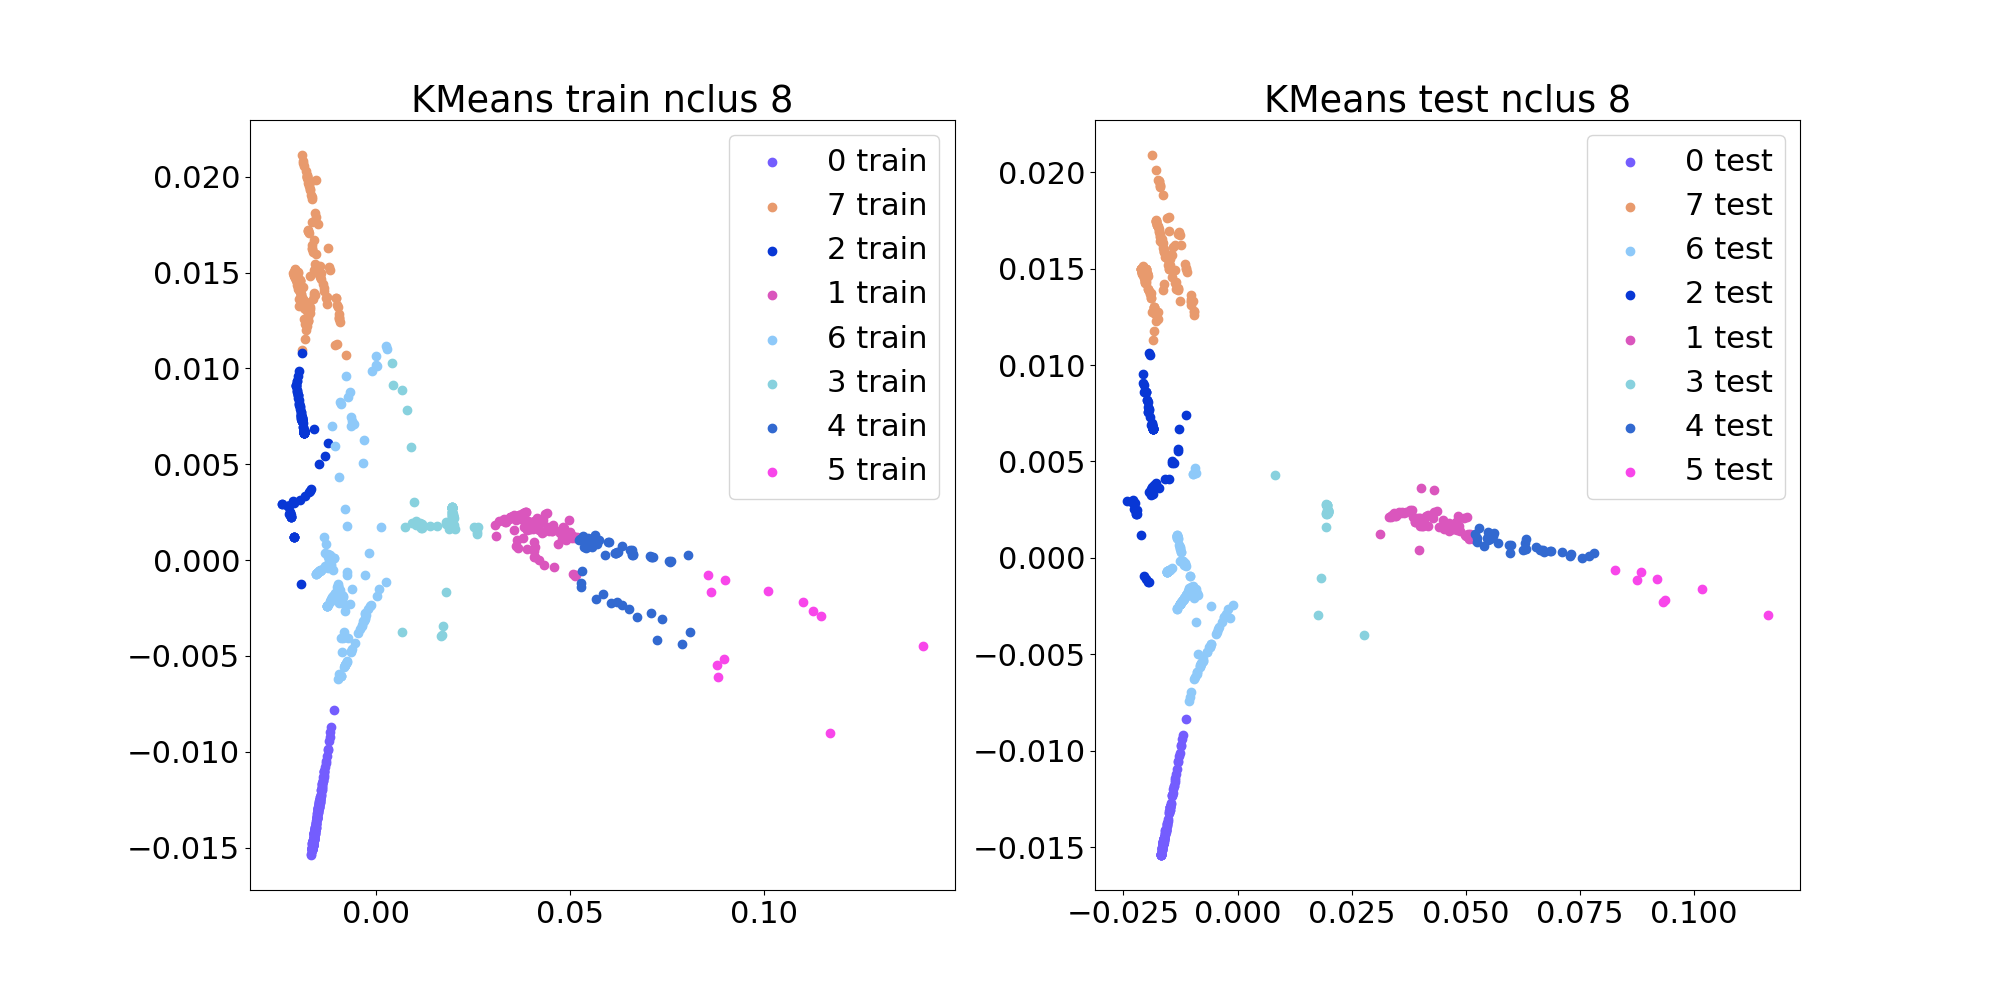 KMeans train nclus 8
0.020
0.015
0.010
0.005
0.000
−0.005
−0.010
−0.015
0.00
0.05
0.10
0 train
7 train
2 train
1 train
6 train
3 train
4 train
5 train
KMeans test nclus 8
0.020
0.015
0.010
0.005
0.000
−0.005
−0.010
−0.015
−0.025
0.000
0.025
0.050
0.075
0.100
0 test
7 test
6 test
2 test
1 test
3 test
4 test
5 test